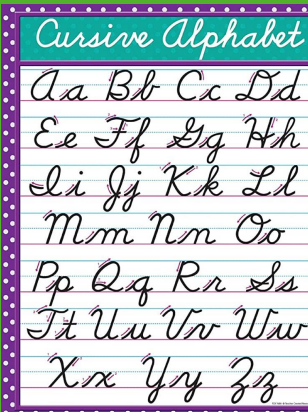 Cursive Alphabet
Aa Bb Cc Dd
Ee Ff Gg Hh
Ii Jj Kk Ll
Mm Nn Oo
Pp Qq Rr Ss
Tt Uu Vv Ww
Xx Yy Zz